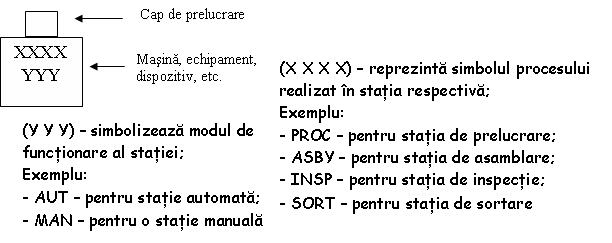 Cap de prelucrare
XXXX
YYY
Maşină, echipament,
dispozitiv, etc.
(Y Y Y) – simbolizează modul de
funcţionare al staţiei;
Exemplu:
- AUT – pentru staţie automată;
- MAN – pentru o staţie manuală
(X X X X) – reprezintă simbolul procesului
realizat în staţia respectivă;
Exemplu:
- PROC – pentru staţia de prelucrare;
- ASBY – pentru staţia de asamblare;
- INSP – pentru staţia de inspecţie;
- SORT – pentru staţia de sortare